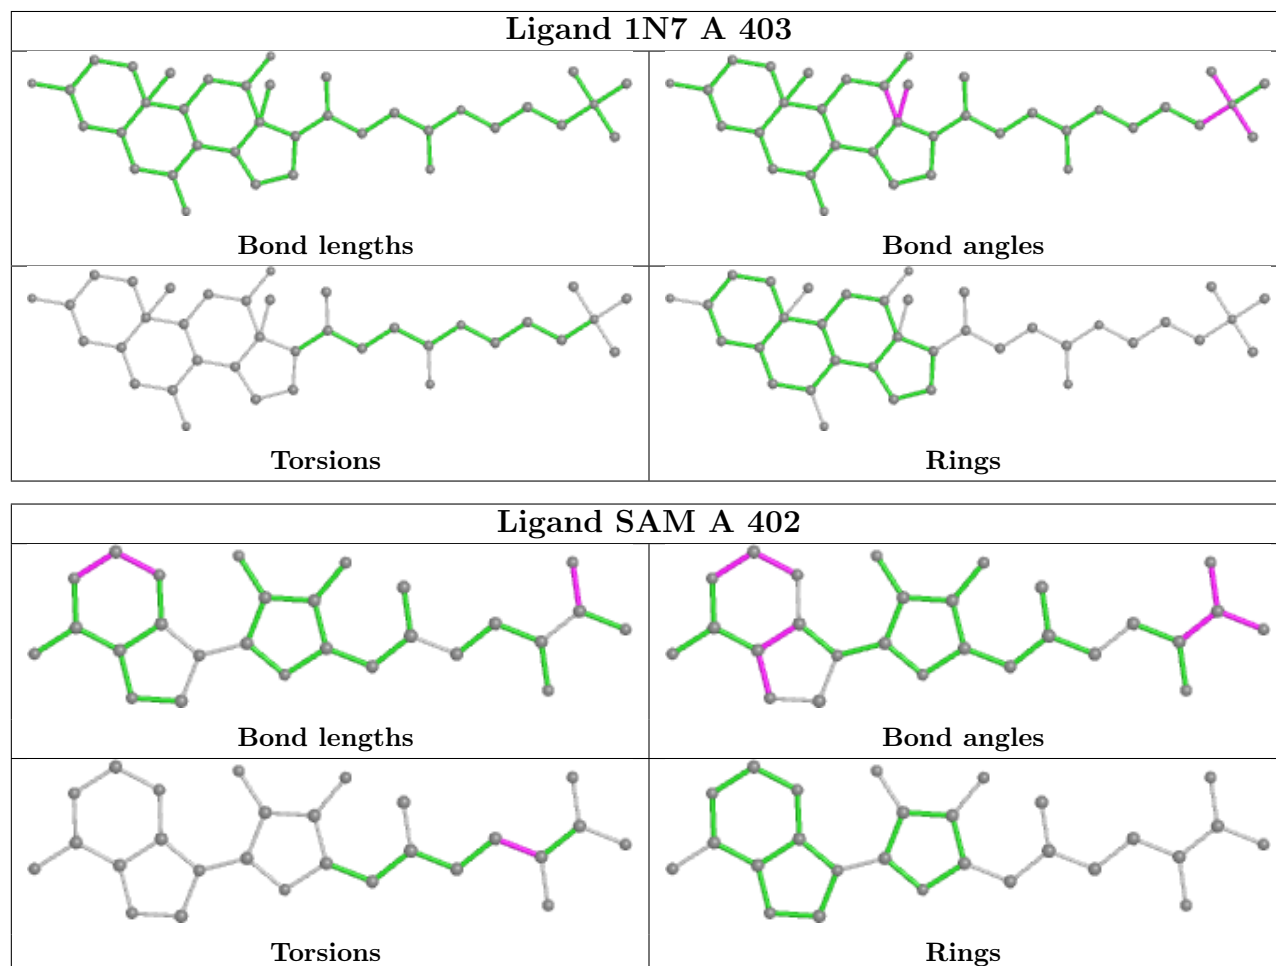 Ligand 1N7 A 403
Bond lengths
Bond angles
Torsions
Rings
Ligand SAM A 402
Bond lengths
Bond angles
Torsions
Rings